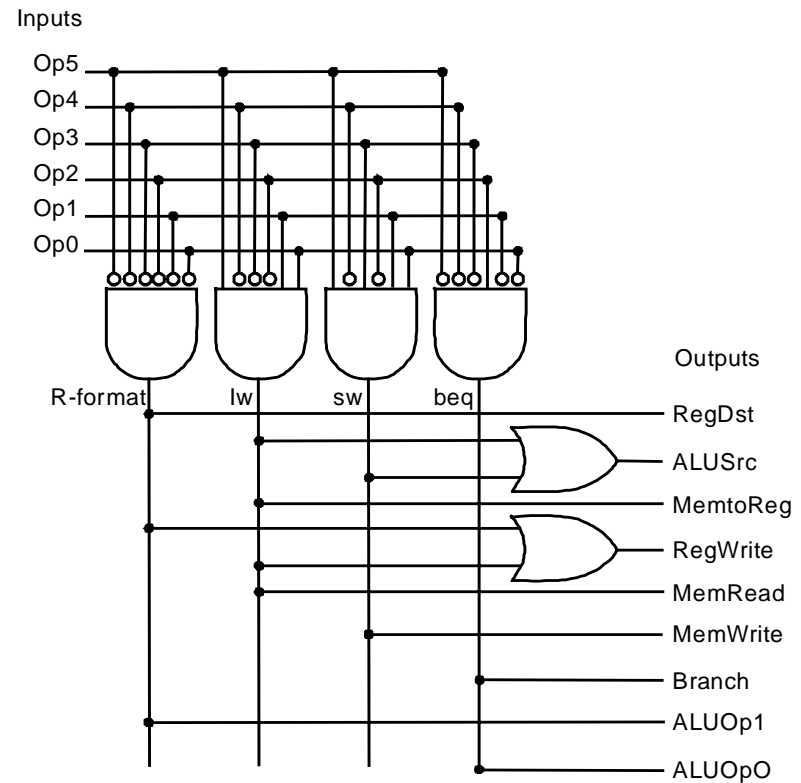 Inputs
Op5
Op4
Op3
Op2
Op1
Op0
Outputs
R-format
lw
sw
beq
RegDst
ALUSrc
MemtoReg
RegWrite
MemRead
MemWrite
Branch
ALUOp1
ALUOpO